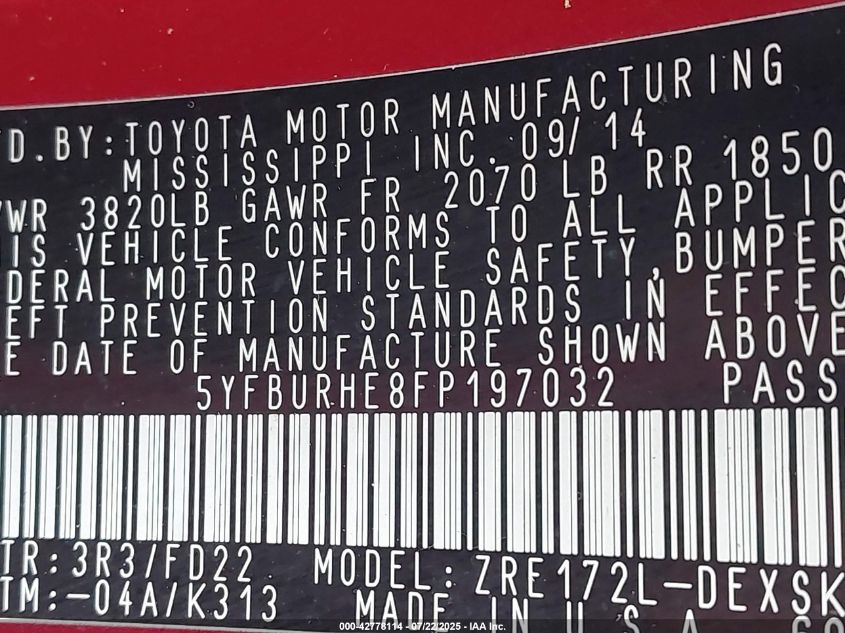 D.BY:TOYOTA MOTOR MANUFACTURING
MISSISSIPPI INC. 09/14
WR 3820LB GAWR FR 2070 LB RR 1850
IS VEHICLE CONFORMS TO ALL APPLIC
DERAL MOTOR VEHICLE SAFETY,BUMPER
EFT PREVENTION STANDARDS IN EFFEC
E DATE OF MANUFACTURE SHOWN ABOVE
5YFBURHE8FP197032 PASS
TR:3R3/FD22 MODEL:ZRE172L-DEXSK
TM:-04A/K313 MADE IN U.S.A.
000-42778114 - 07/22/2025 - IAA Inc.